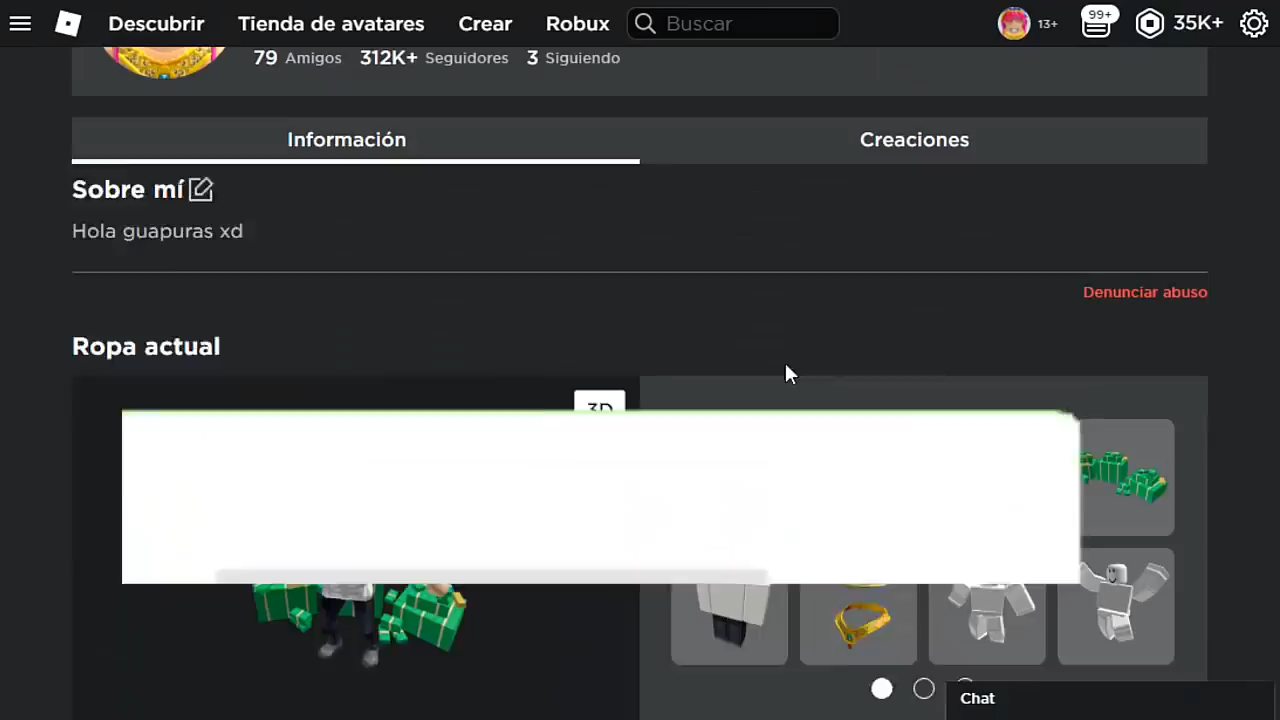 Descubrir Tienda de avatares Crear Robux Buscar 13+ 99+ 35K+
79 Amigos 312K+ Seguidores 3 Siguiendo
Información Creaciones
Sobre mí
Hola guapuras xd
Denunciar abuso
Ropa actual
3D
Chat